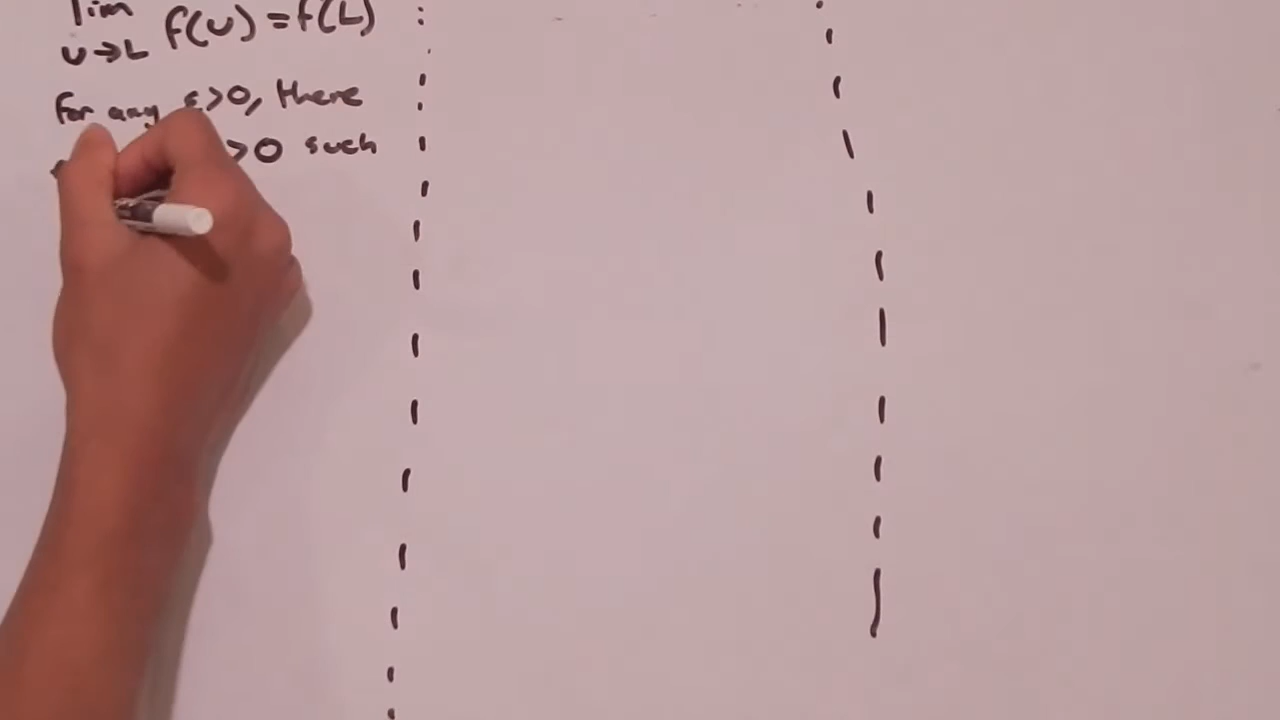 lim f(u) = f(L)
u→L
for any ε>0, there
>0 such